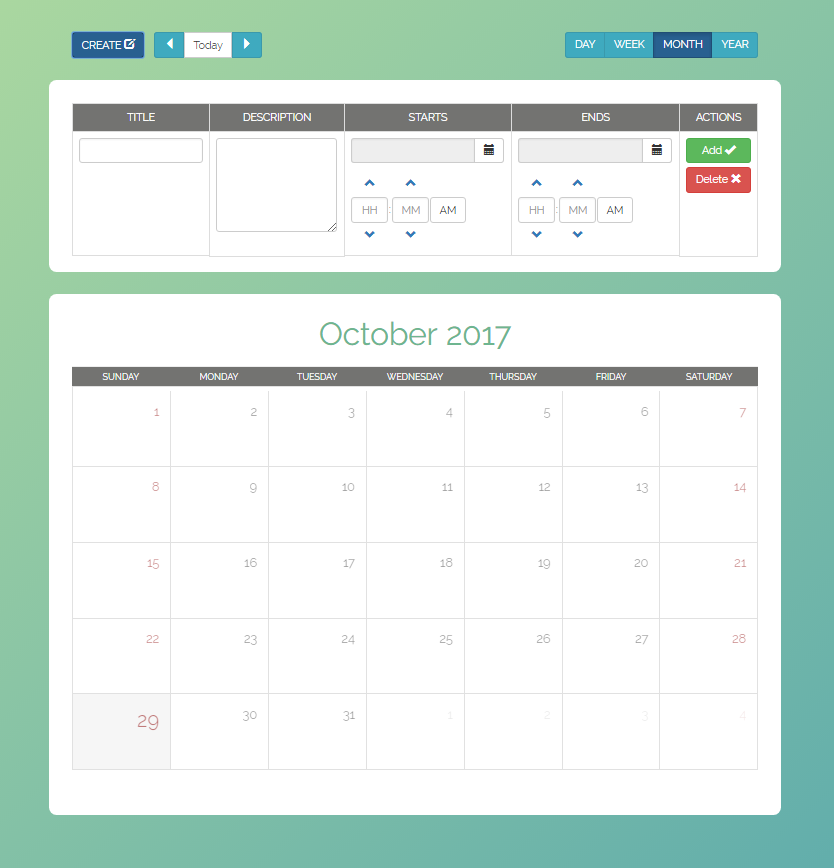 CREATE Today DAY WEEK MONTH YEAR
TITLE DESCRIPTION STARTS ENDS ACTIONS
Add
Delete
HH : MM AM HH : MM AM
October 2017
SUNDAY MONDAY TUESDAY WEDNESDAY THURSDAY FRIDAY SATURDAY
1 2 3 4 5 6 7
8 9 10 11 12 13 14
15 16 17 18 19 20 21
22 23 24 25 26 27 28
29 30 31 1 2 3 4